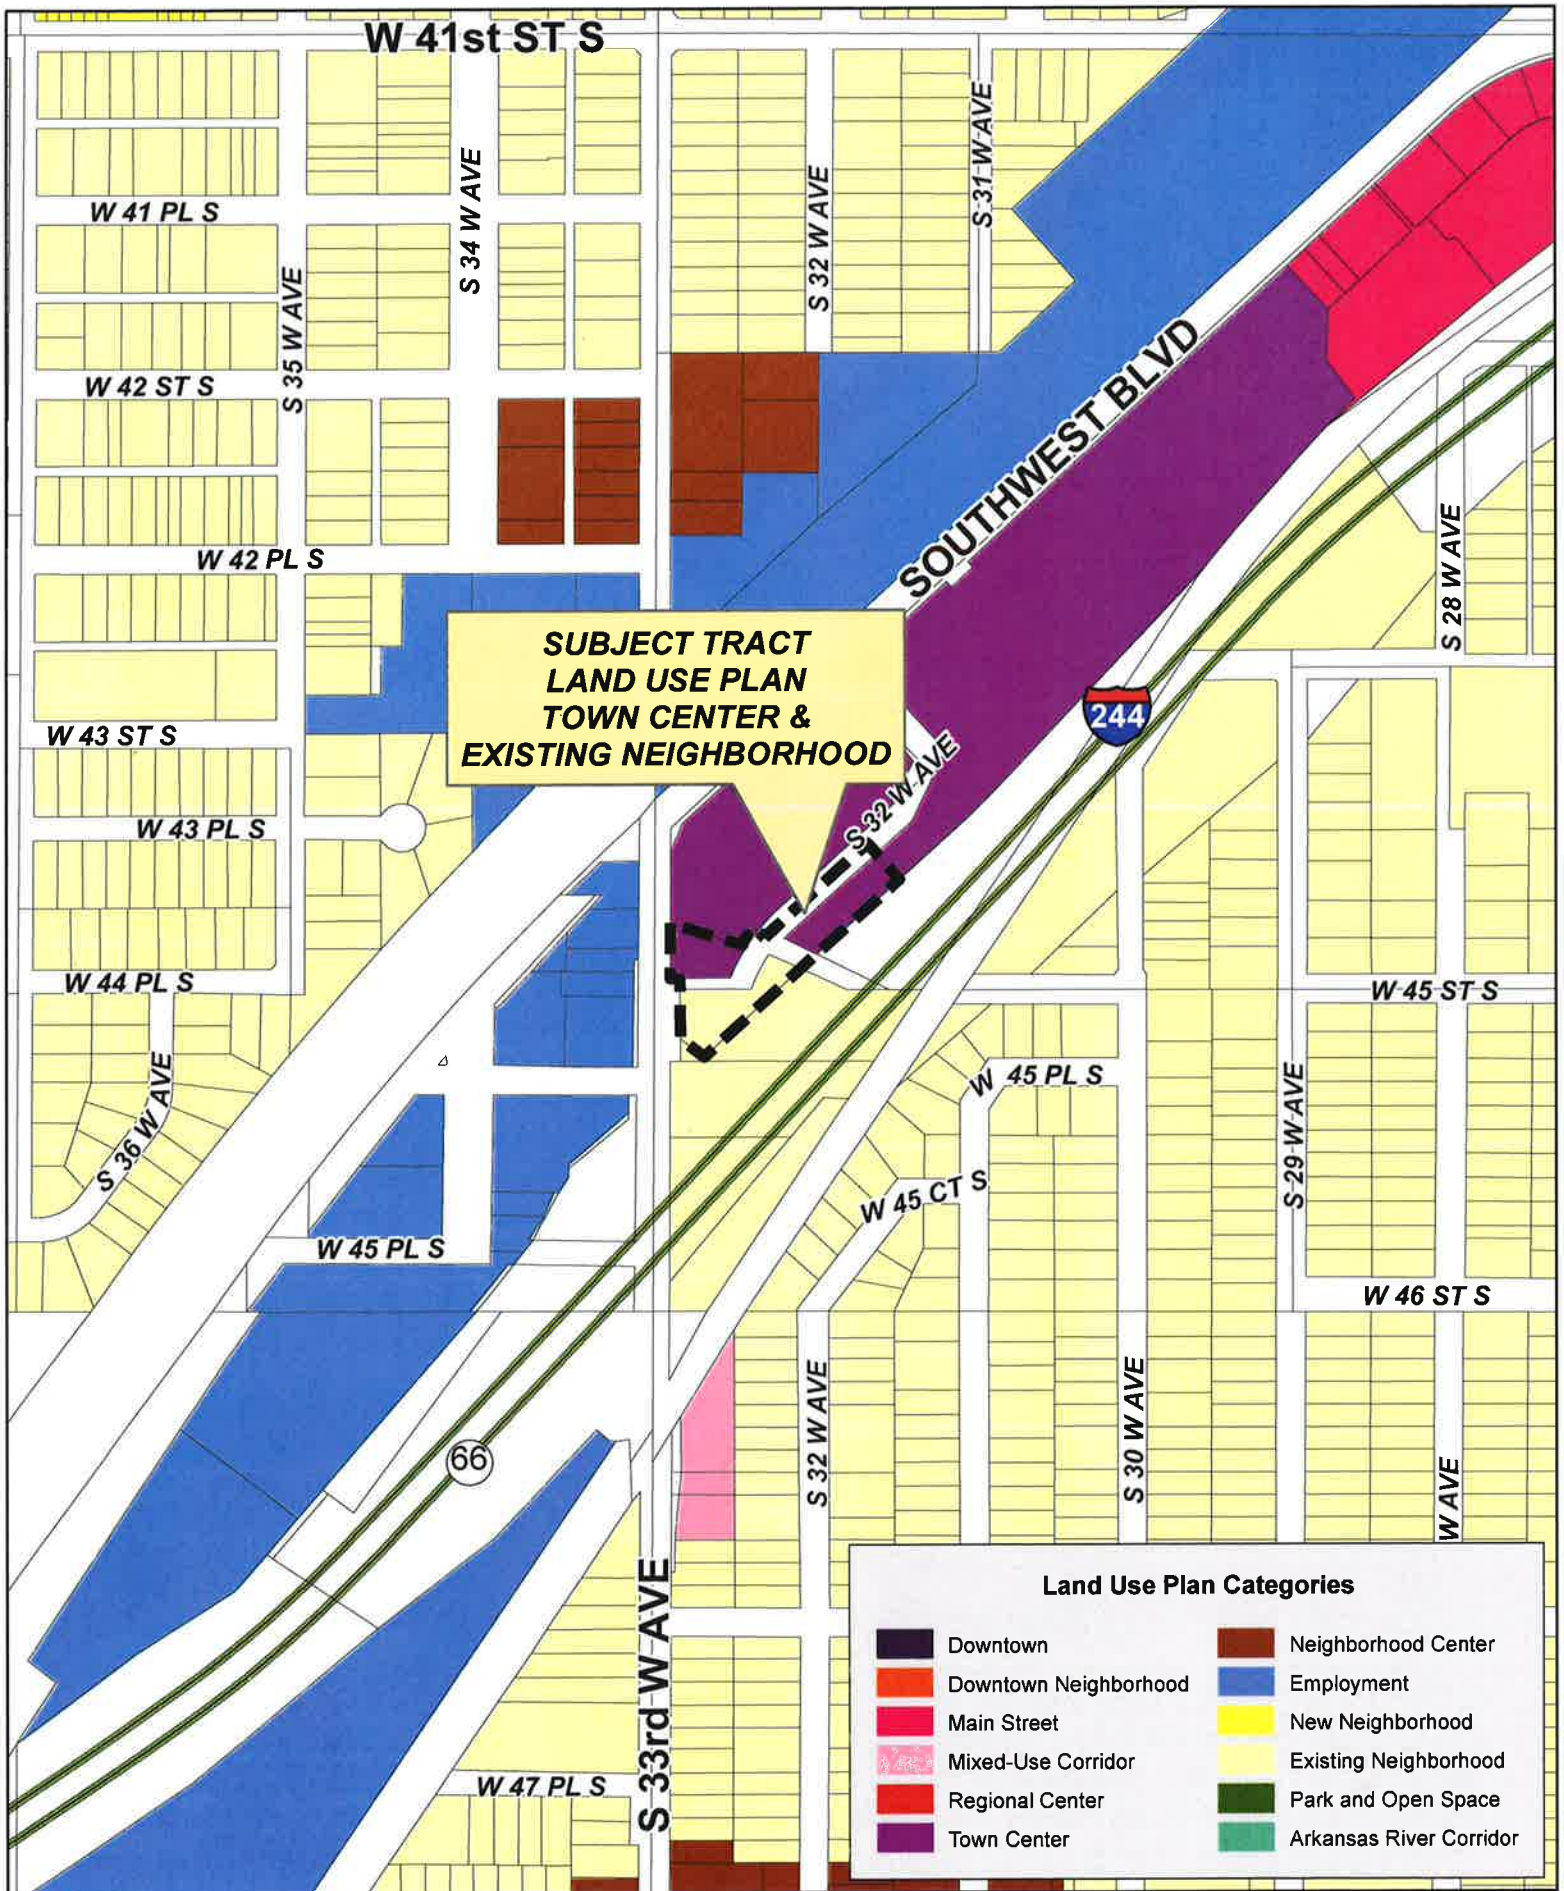 W 41st ST S
S 31 W AVE
S 34 W AVE
S 32 W AVE
W 41 PL S
S 35 W AVE
W 42 ST S
SOUTHWEST BLVD
S 28 W AVE
W 42 PL S
SUBJECT TRACT
LAND USE PLAN
TOWN CENTER &
EXISTING NEIGHBORHOOD
244
W 43 ST S
S 32 W AVE
W 43 PL S
W 44 PL S
W 45 ST S
S 36 W AVE
W 45 PL S
S 29 W AVE
W 45 CT S
W 45 PL S
W 46 ST S
S 32 W AVE
S 30 W AVE
66
W AVE
S 33rd W AVE
W 47 PL S
Land Use Plan Categories
Downtown
Downtown Neighborhood
Main Street
Mixed-Use Corridor
Regional Center
Town Center
Neighborhood Center
Employment
New Neighborhood
Existing Neighborhood
Park and Open Space
Arkansas River Corridor